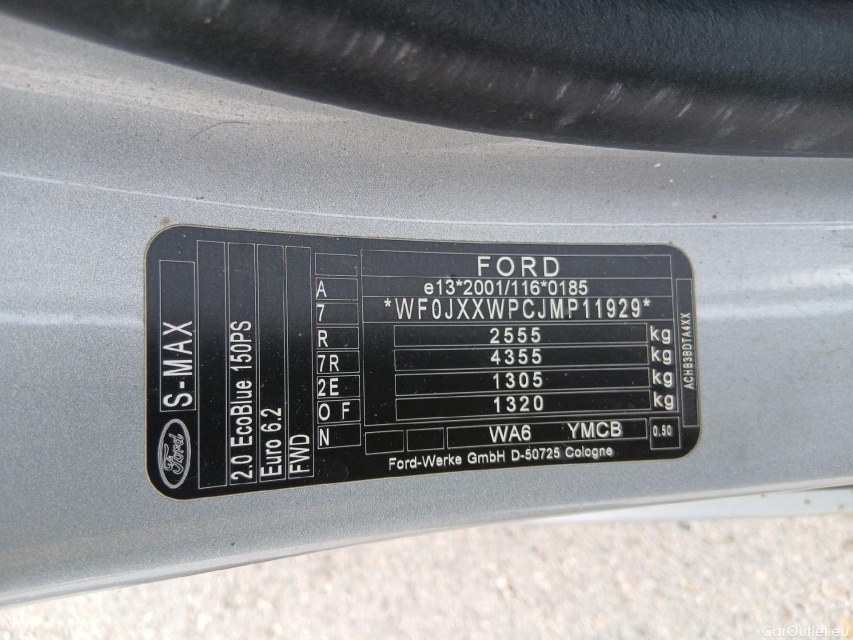 FORD
e13*2001/116*0185
*WF0JXXWPCJMP11929*
2555 kg
4355 kg
1305 kg
1320 kg
WA6 YMCB 0.50
Ford-Werke GmbH D-50725 Cologne
A
7
R
7R
2E
O F
N
S-MAX
Ford
2.0 EcoBlue 150PS
Euro 6.2
FWD
ACHB3BDTA4XX
CarOutlet.eu